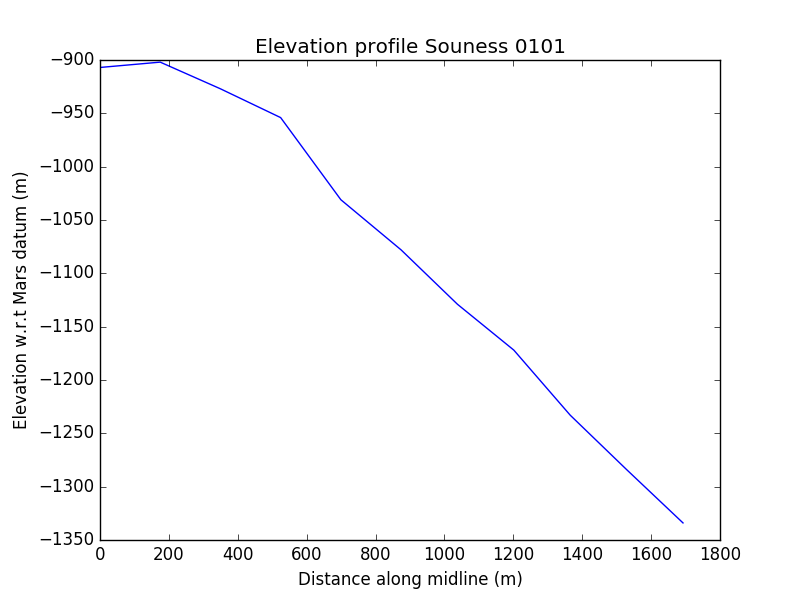 Elevation profile Souness 0101
−900
−950
−1000
−1050
−1100
−1150
−1200
−1250
−1300
−1350
Elevation w.r.t Mars datum (m)
0 200 400 600 800 1000 1200 1400 1600 1800
Distance along midline (m)